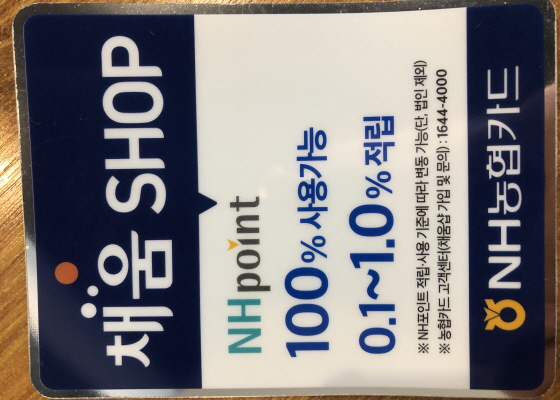 채움 SHOP
NHpoint
100% 사용가능
0.1~1.0% 적립
※ NH포인트 적립·사용 기준에 따라 변동 가능(단, 법인 제외)
※ 농협카드 고객센터(채움샵 가입 및 문의) : 1644-4000
NH농협카드